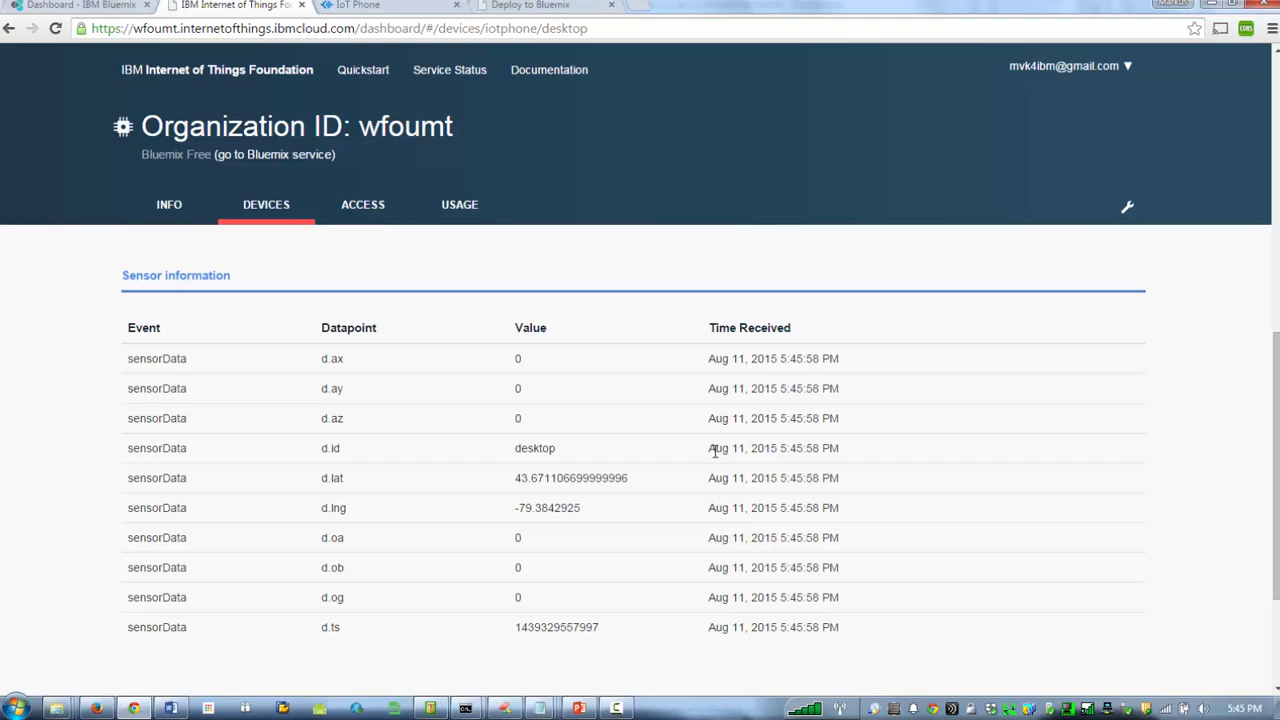 Dashboard - IBM Bluemix
IBM Internet of Things Fo
IoT Phone
Deploy to Bluemix
Markus
https://wfoumt.internetofthings.ibmcloud.com/dashboard/#/devices/iotphone/desktop
CORS
IBM Internet of Things Foundation
Quickstart
Service Status
Documentation
mvk4ibm@gmail.com ▼
Organization ID: wfoumt
Bluemix Free (go to Bluemix service)
INFO
DEVICES
ACCESS
USAGE
Sensor information
Event Datapoint Value Time Received
sensorData d.ax 0 Aug 11, 2015 5:45:58 PM
sensorData d.ay 0 Aug 11, 2015 5:45:58 PM
sensorData d.az 0 Aug 11, 2015 5:45:58 PM
sensorData d.id desktop Aug 11, 2015 5:45:58 PM
sensorData d.lat 43.671106699999996 Aug 11, 2015 5:45:58 PM
sensorData d.lng -79.3842925 Aug 11, 2015 5:45:58 PM
sensorData d.oa 0 Aug 11, 2015 5:45:58 PM
sensorData d.ob 0 Aug 11, 2015 5:45:58 PM
sensorData d.og 0 Aug 11, 2015 5:45:58 PM
sensorData d.ts 1439329557997 Aug 11, 2015 5:45:58 PM
5:45 PM